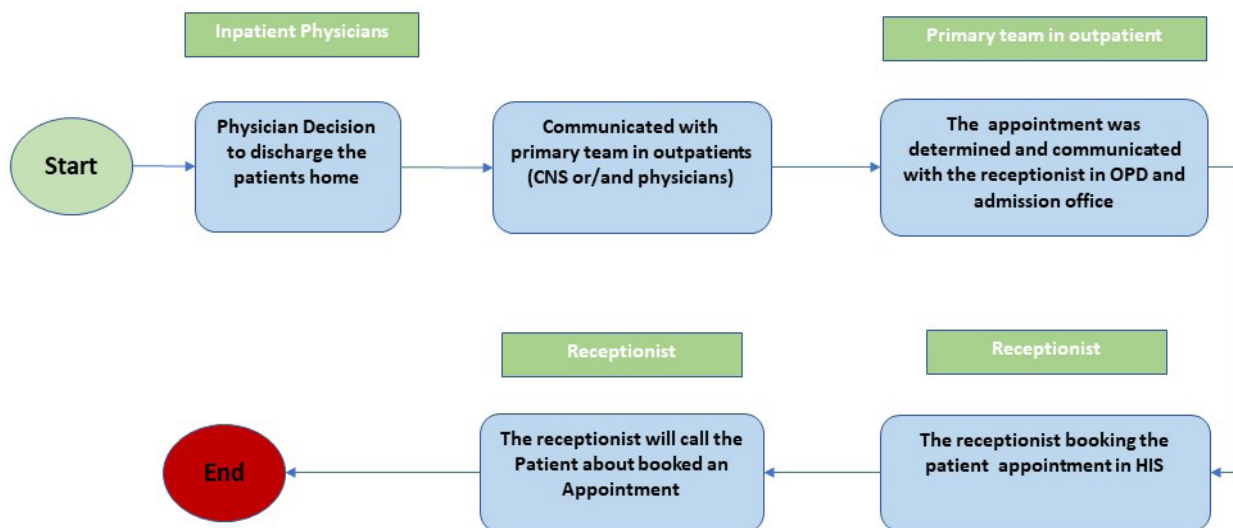 Inpatient Physicians
Primary team in outpatient
Start
Physician Decision
to discharge the
patients home
Communicated with
primary team in outpatients
(CNS or/and physicians)
The appointment was
determined and communicated
with the receptionist in OPD and
admission office
Receptionist
Receptionist
The receptionist booking the
patient appointment in HIS
The receptionist will call the
Patient about booked an
Appointment
End